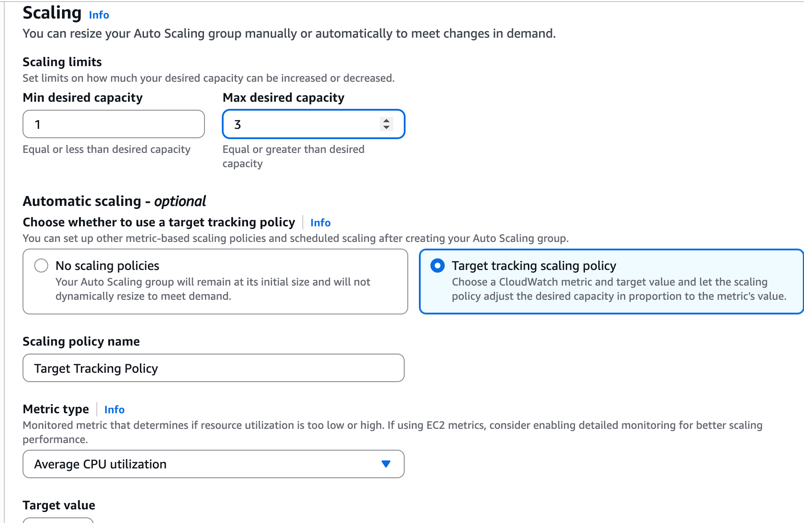 Scaling Info
You can resize your Auto Scaling group manually or automatically to meet changes in demand.
Scaling limits
Set limits on how much your desired capacity can be increased or decreased.
Min desired capacity
Max desired capacity
1
3
Equal or less than desired capacity
Equal or greater than desired
capacity
Automatic scaling - optional
Choose whether to use a target tracking policy Info
You can set up other metric-based scaling policies and scheduled scaling after creating your Auto Scaling group.
No scaling policies
Your Auto Scaling group will remain at its initial size and will not
dynamically resize to meet demand.
Target tracking scaling policy
Choose a CloudWatch metric and target value and let the scaling
policy adjust the desired capacity in proportion to the metric's value.
Scaling policy name
Target Tracking Policy
Metric type Info
Monitored metric that determines if resource utilization is too low or high. If using EC2 metrics, consider enabling detailed monitoring for better scaling
performance.
Average CPU utilization
Target value